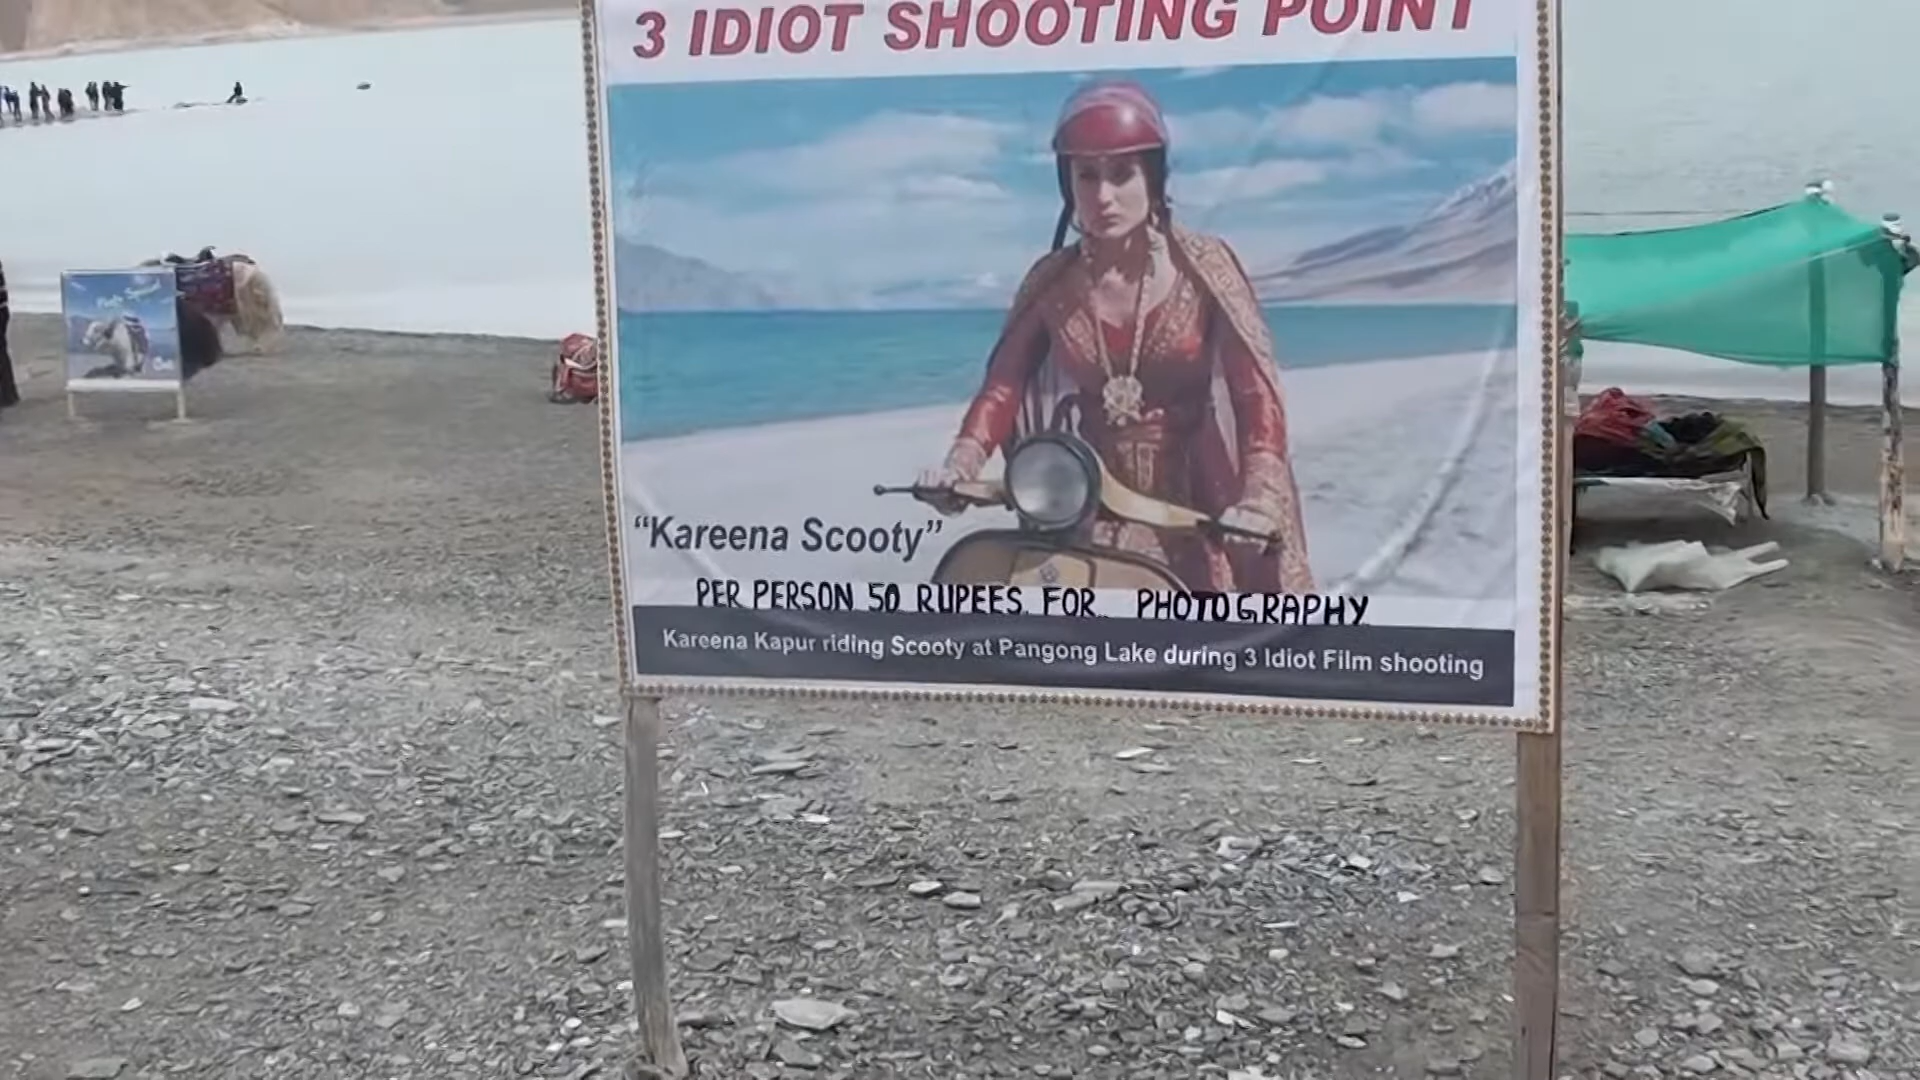 3 IDIOT SHOOTING POINT
"Kareena Scooty"
PER PERSON 50 RUPEES. FOR.. PHOTOGRAPHY
Kareena Kapur riding Scooty at Pangong Lake during 3 Idiot Film shooting